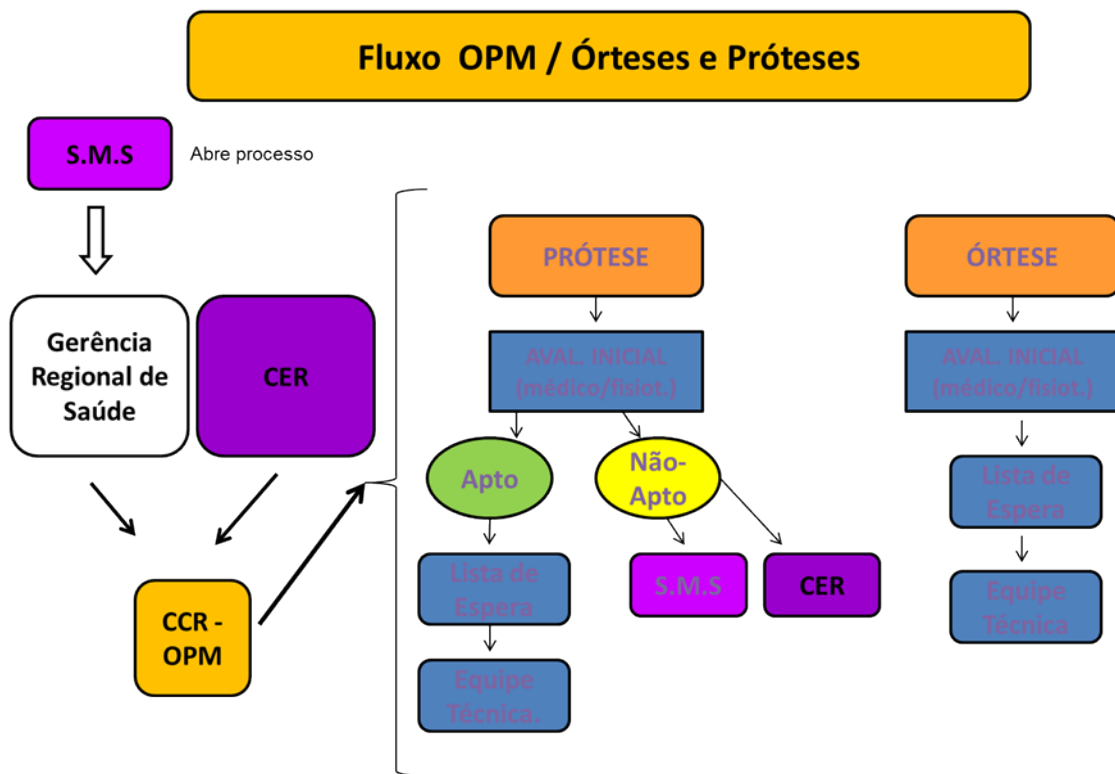 Fluxo OPM / Órteses e Próteses
S.M.S
Abre processo
Gerência
Regional de
Saúde
CER
CCR -
OPM
PRÓTESE
AVAL. INICIAL
(médico/fisiot.)
Apto
Não-
Apto
Lista de
Espera
Equipe
Técnica.
S.M.S
CER
ÓRTESE
AVAL. INICIAL
(médico/fisiot.)
Lista de
Espera
Equipe
Técnica